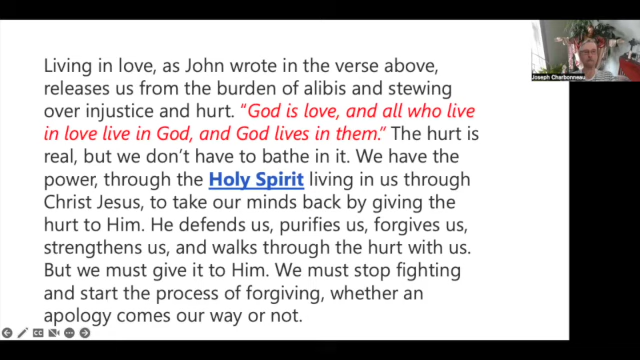 Living in love, as John wrote in the verse above,
releases us from the burden of alibis and stewing
over injustice and hurt. “God is love, and all who live
in love live in God, and God lives in them.” The hurt is
real, but we don’t have to bathe in it. We have the
power, through the Holy Spirit living in us through
Christ Jesus, to take our minds back by giving the
hurt to Him. He defends us, purifies us, forgives us,
strengthens us, and walks through the hurt with us.
But we must give it to Him. We must stop fighting
and start the process of forgiving, whether an
apology comes our way or not.
Joseph Charbonneau